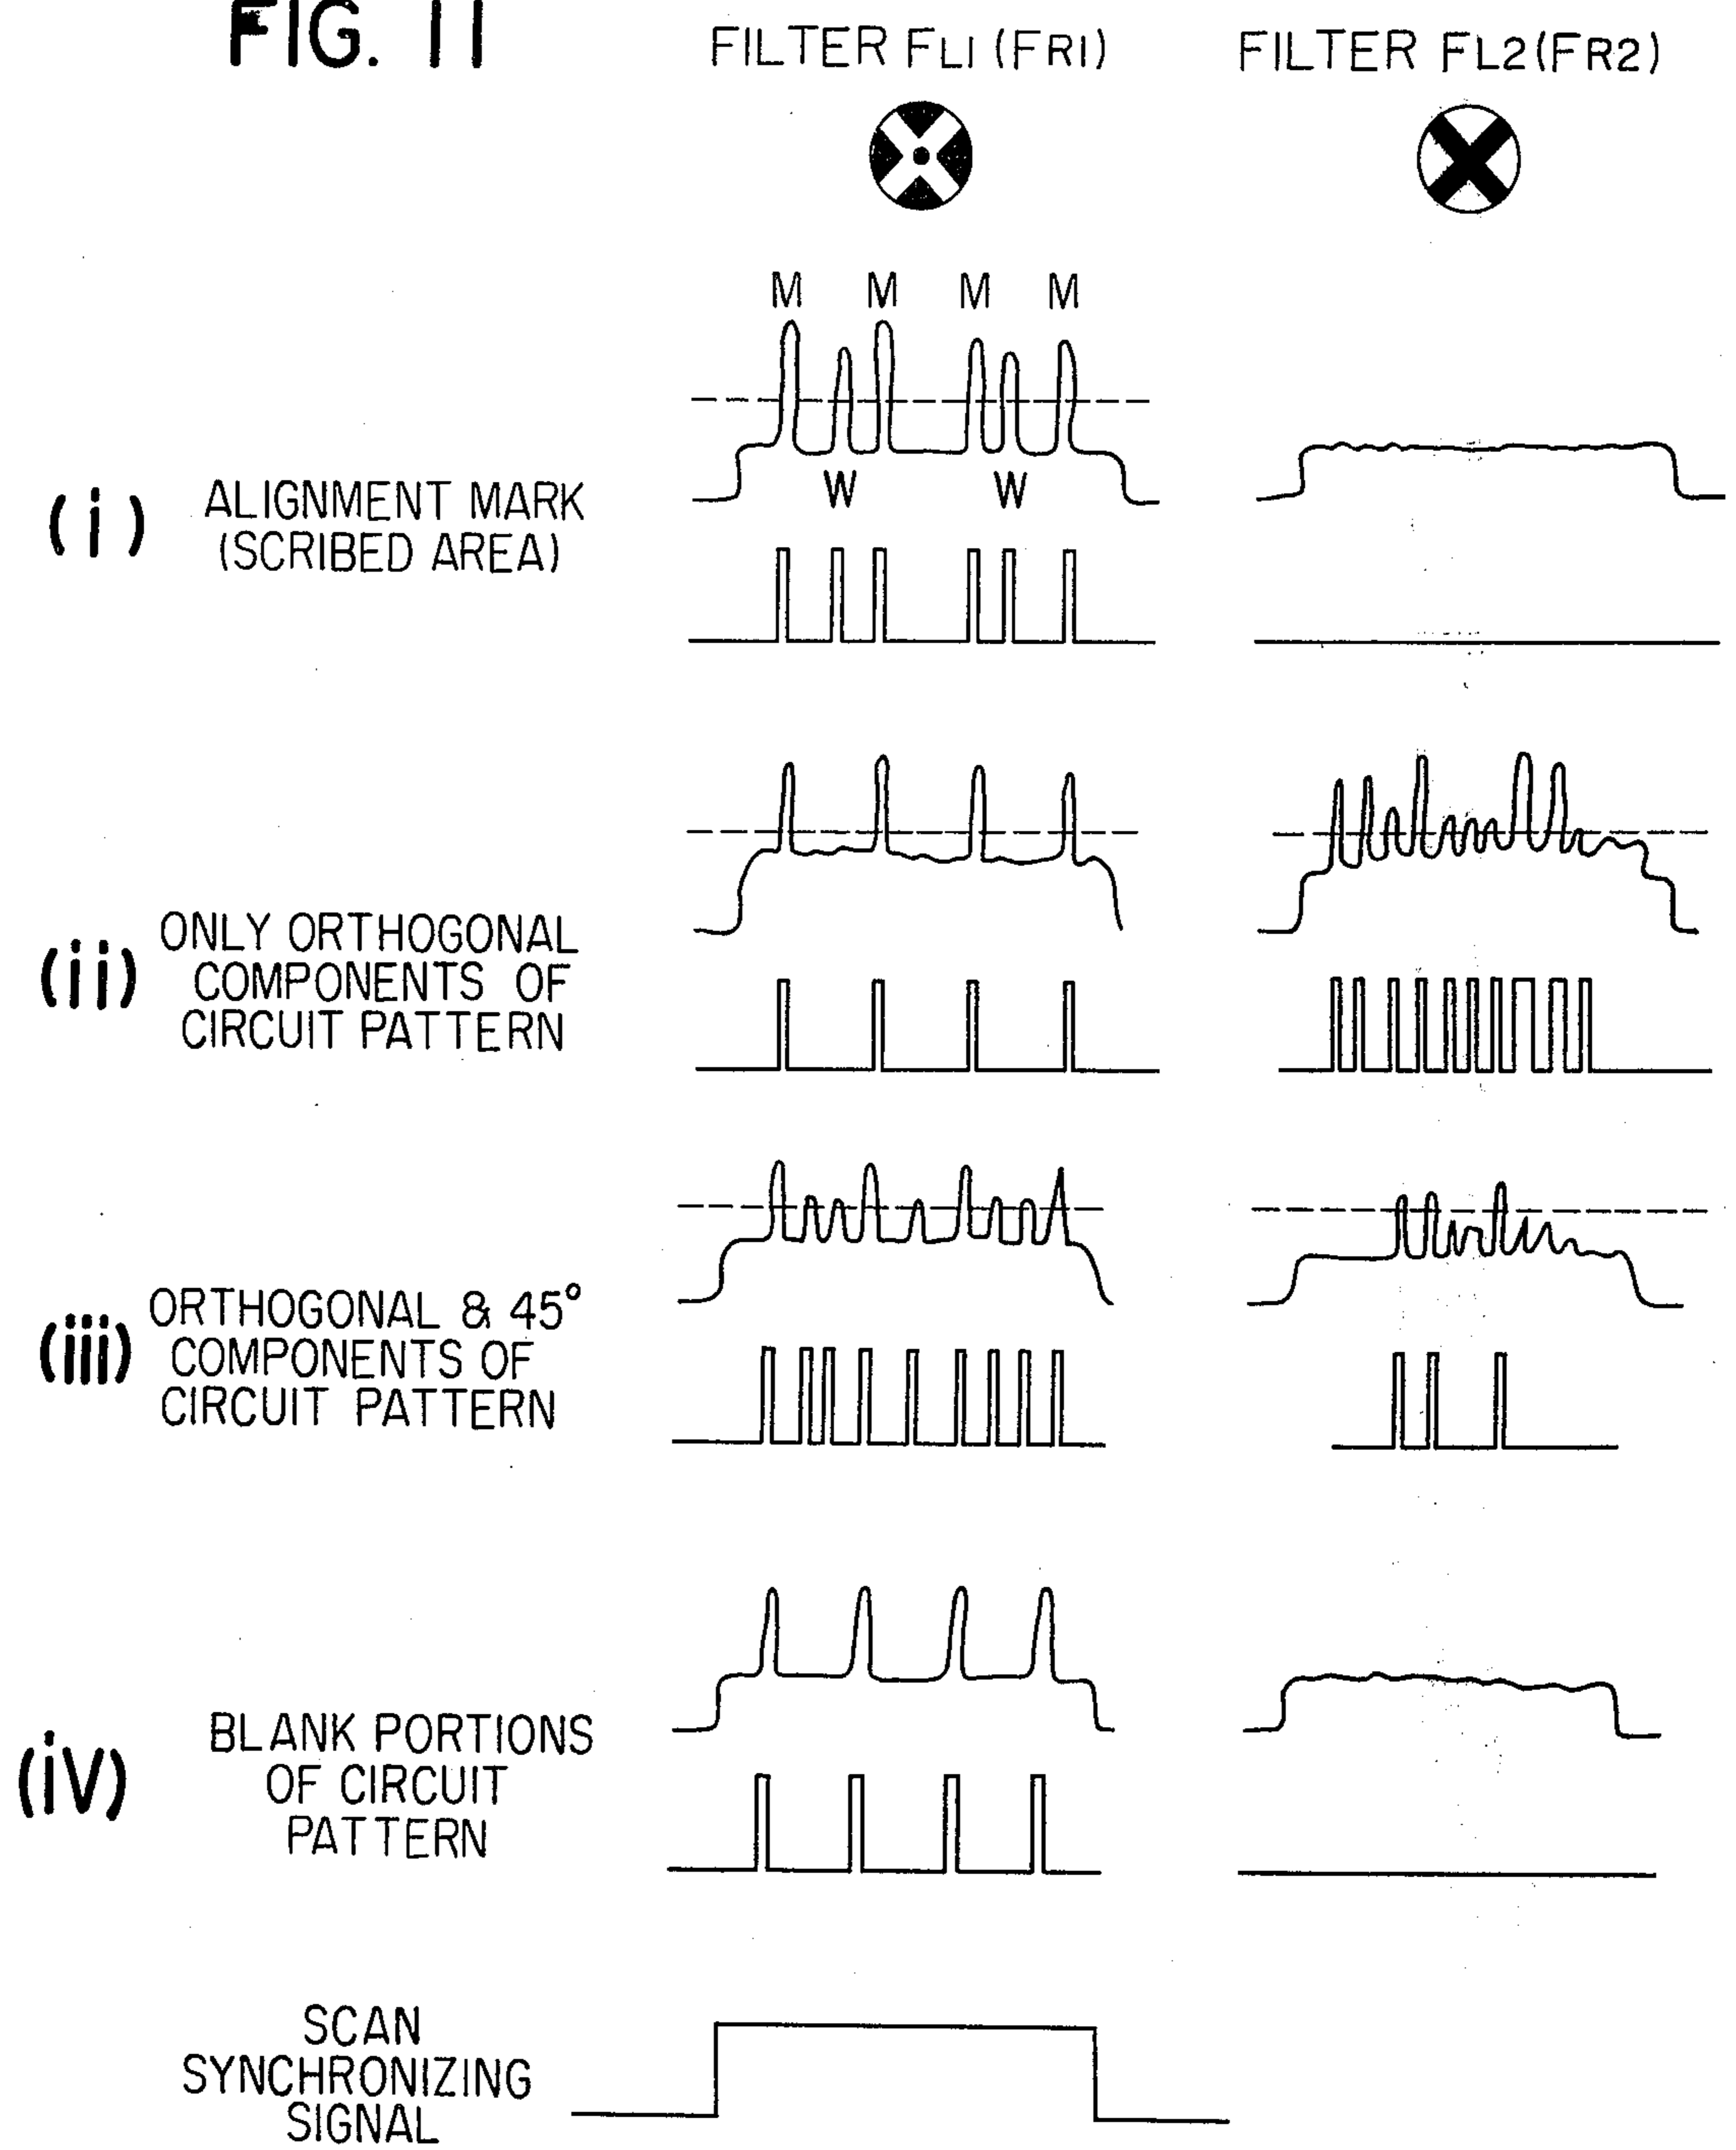 FIG. 11
FILTER FL1 (FR1)
FILTER FL2 (FR2)
M M M M
W W
(i) ALIGNMENT MARK
(SCRIBED AREA)
(ii) ONLY ORTHOGONAL
COMPONENTS OF
CIRCUIT PATTERN
(iii) ORTHOGONAL & 45°
COMPONENTS OF
CIRCUIT PATTERN
(iv) BLANK PORTIONS
OF CIRCUIT
PATTERN
SCAN
SYNCHRONIZING
SIGNAL